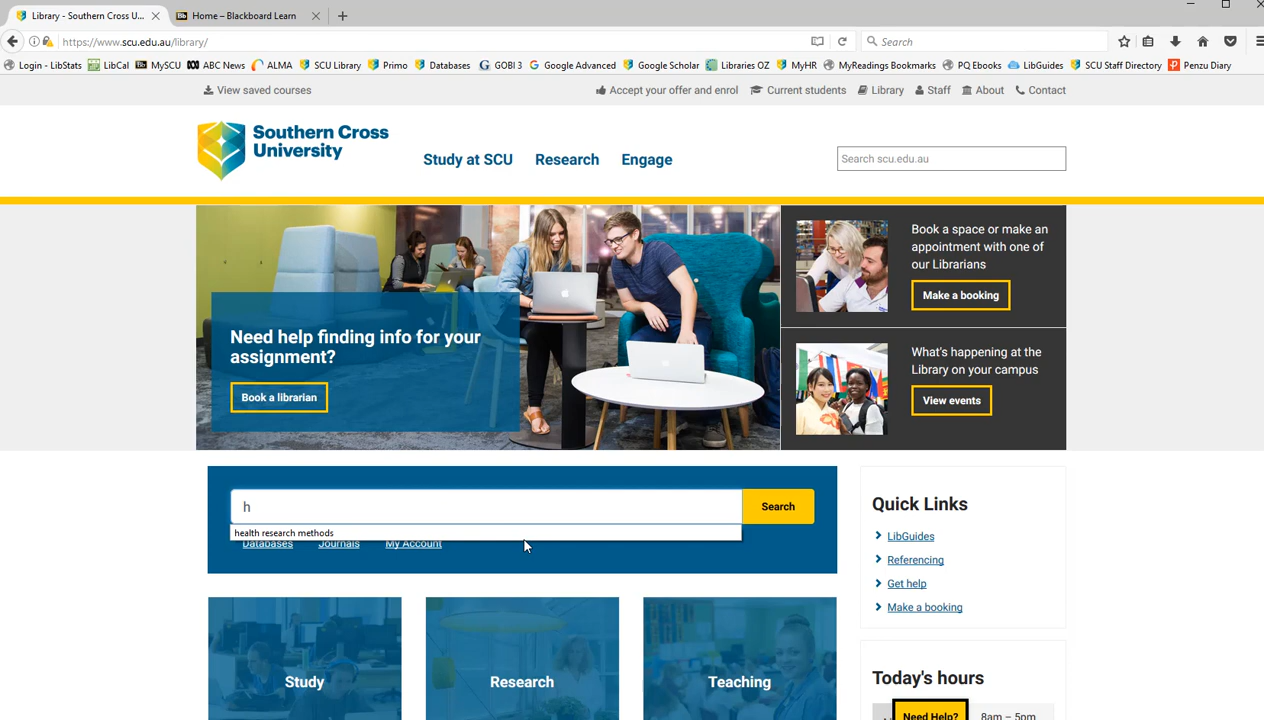 Library - Southern Cross U...
Home – Blackboard Learn
https://www.scu.edu.au/library/
Search
Login - LibStats LibCal MySCU ABC News ALMA SCU Library Primo Databases GOBI 3 Google Advanced Google Scholar Libraries OZ MyHR MyReadings Bookmarks PQ Ebooks LibGuides SCU Staff Directory Penzu Diary
View saved courses
Accept your offer and enrol Current students Library Staff About Contact
Southern Cross
University
Study at SCU Research Engage
Search scu.edu.au
Need help finding info for your
assignment?
Book a librarian
Book a space or make an
appointment with one of
our Librarians
Make a booking
What's happening at the
Library on your campus
View events
h
Search
health research methods
Databases Journals My Account
Quick Links
LibGuides
Referencing
Get help
Make a booking
Study
Research
Teaching
Today's hours
Need Help?
8am – 5pm